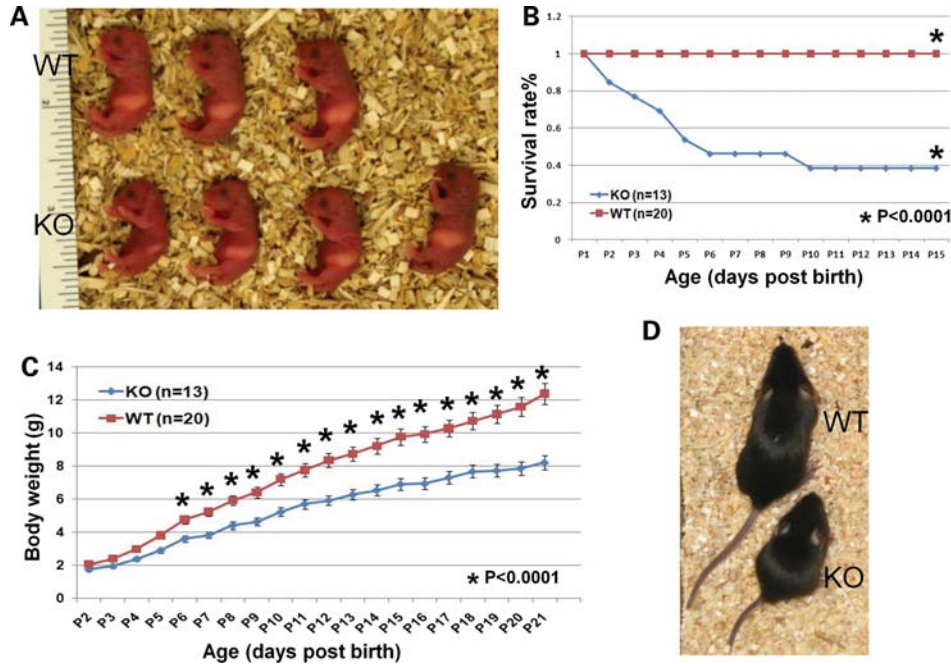 A
WT
KO
B
1.2
1
0.8
0.6
0.4
0.2
0
Survival rate%
KO (n=13)
WT (n=20)
* P<0.0001
*
*
P1 P2 P3 P4 P5 P6 P7 P8 P9 P10 P11 P12 P13 P14 P15
Age (days post birth)
C
14
12
10
8
6
4
2
0
Body weight (g)
KO (n=13)
WT (n=20)
* * * * * * * * * * * * * * * *
* P<0.0001
P2 P3 P4 P5 P6 P7 P8 P9 P10 P11 P12 P13 P14 P15 P16 P17 P18 P19 P20 P21
Age (days post birth)
D
WT
KO